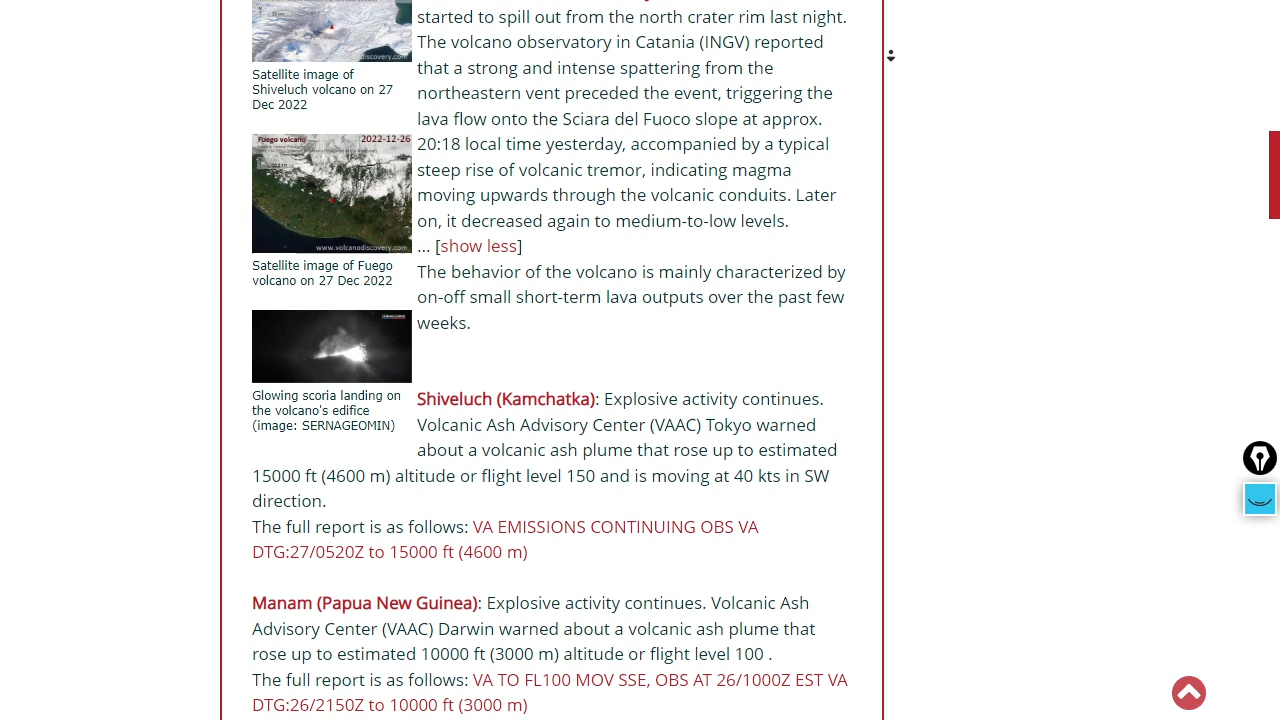 started to spill out from the north crater rim last night.
The volcano observatory in Catania (INGV) reported
that a strong and intense spattering from the
northeastern vent preceded the event, triggering the
lava flow onto the Sciara del Fuoco slope at approx.
20:18 local time yesterday, accompanied by a typical
steep rise of volcanic tremor, indicating magma
moving upwards through the volcanic conduits. Later
on, it decreased again to medium-to-low levels.
... [show less]
The behavior of the volcano is mainly characterized by
on-off small short-term lava outputs over the past few
weeks.
Satellite image of
Shiveluch volcano on 27
Dec 2022
Fuego volcano
2022-12-26
www.volcanodiscovery.com
Satellite image of Fuego
volcano on 27 Dec 2022
Glowing scoria landing on
the volcano's edifice
(image: SERNAGEOMIN)
Shiveluch (Kamchatka): Explosive activity continues.
Volcanic Ash Advisory Center (VAAC) Tokyo warned
about a volcanic ash plume that rose up to estimated
15000 ft (4600 m) altitude or flight level 150 and is moving at 40 kts in SW
direction.
The full report is as follows: VA EMISSIONS CONTINUING OBS VA
DTG:27/0520Z to 15000 ft (4600 m)
Manam (Papua New Guinea): Explosive activity continues. Volcanic Ash
Advisory Center (VAAC) Darwin warned about a volcanic ash plume that
rose up to estimated 10000 ft (3000 m) altitude or flight level 100 .
The full report is as follows: VA TO FL100 MOV SSE, OBS AT 26/1000Z EST VA
DTG:26/2150Z to 10000 ft (3000 m)